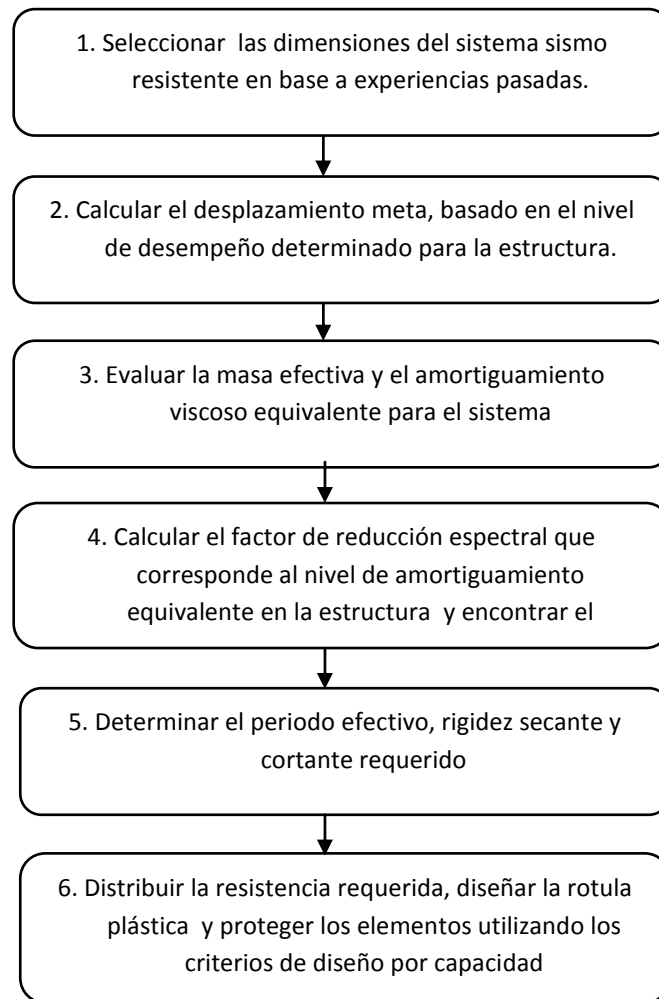 1. Seleccionar las dimensiones del sistema sismo
resistente en base a experiencias pasadas.
2. Calcular el desplazamiento meta, basado en el nivel
de desempeño determinado para la estructura.
3. Evaluar la masa efectiva y el amortiguamiento
viscoso equivalente para el sistema
4. Calcular el factor de reducción espectral que
corresponde al nivel de amortiguamiento
equivalente en la estructura y encontrar el
5. Determinar el periodo efectivo, rigidez secante y
cortante requerido
6. Distribuir la resistencia requerida, diseñar la rotula
plástica y proteger los elementos utilizando los
criterios de diseño por capacidad